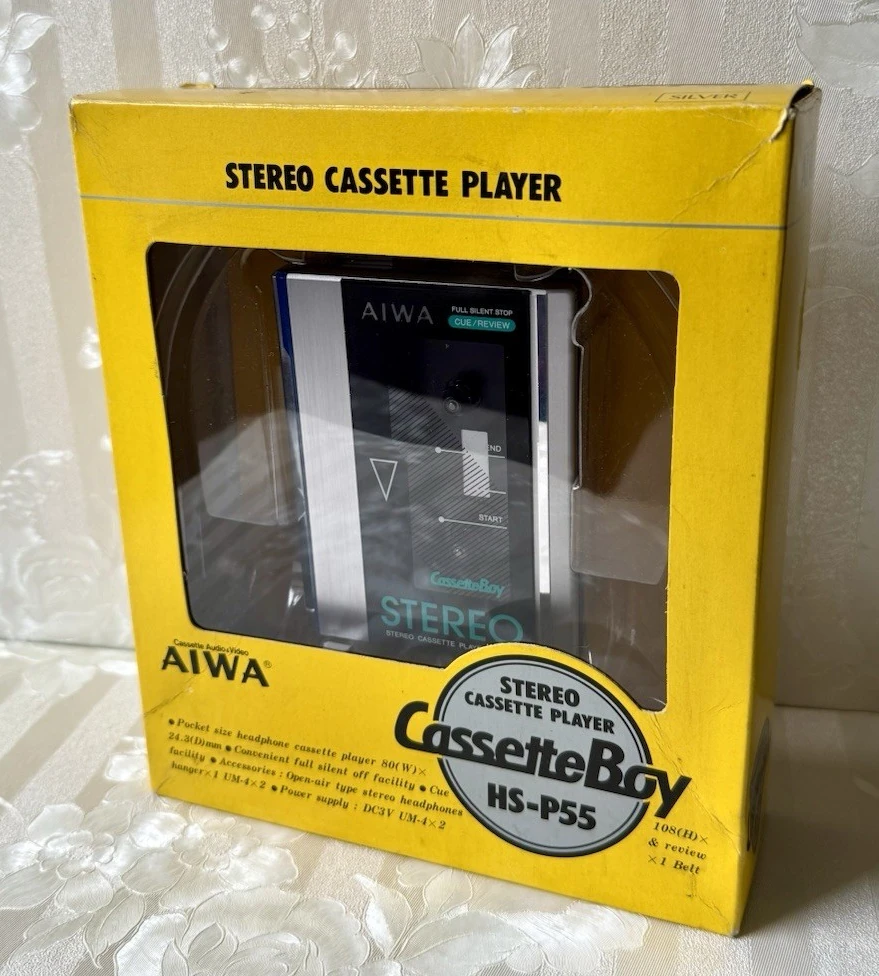 SILVER
STEREO CASSETTE PLAYER
AIWA
FULL SILENT STOP
CUE/REVIEW
END
START
CassetteBoy
STEREO
STEREO CASSETTE
Cassette Audio&Video
AIWA®
STEREO
CASSETTE PLAYER
CassetteBoy
HS-P55
● Pocket size headphone cassette player 80(W)× 108(H)×
24.3(D)mm ● Convenient full silent off facility ● Cue & review
facility ● Accessories : Open-air type stereo headphones ×1 Belt
hanger×1 UM-4×2 ● Power supply : DC3V UM-4×2